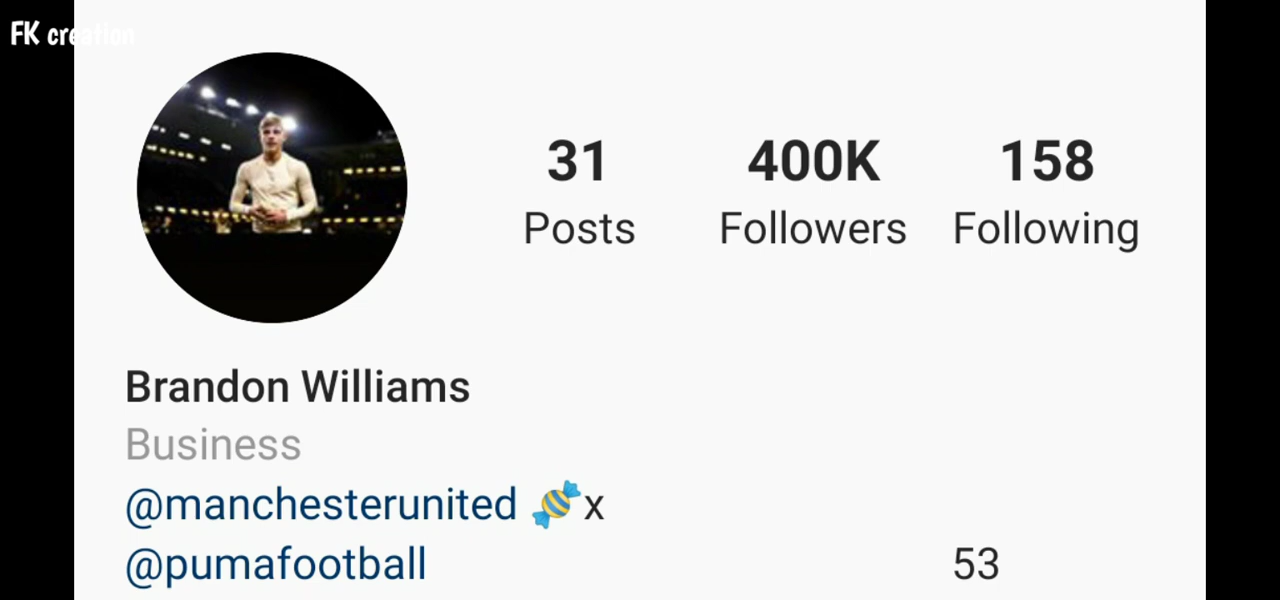 FK creation
31 400K 158
Posts Followers Following
Brandon Williams
Business
@manchesterunited 🍬x
@pumafootball 53